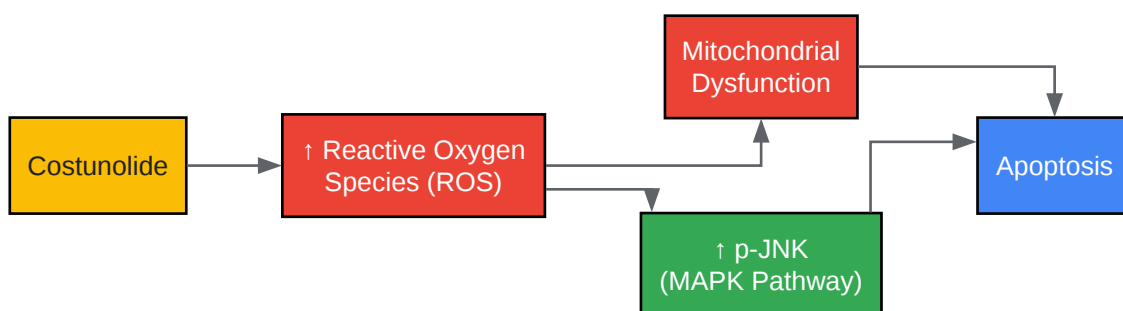 Costunolide
↑ Reactive Oxygen
Species (ROS)
Mitochondrial
Dysfunction
↑ p-JNK
(MAPK Pathway)
Apoptosis